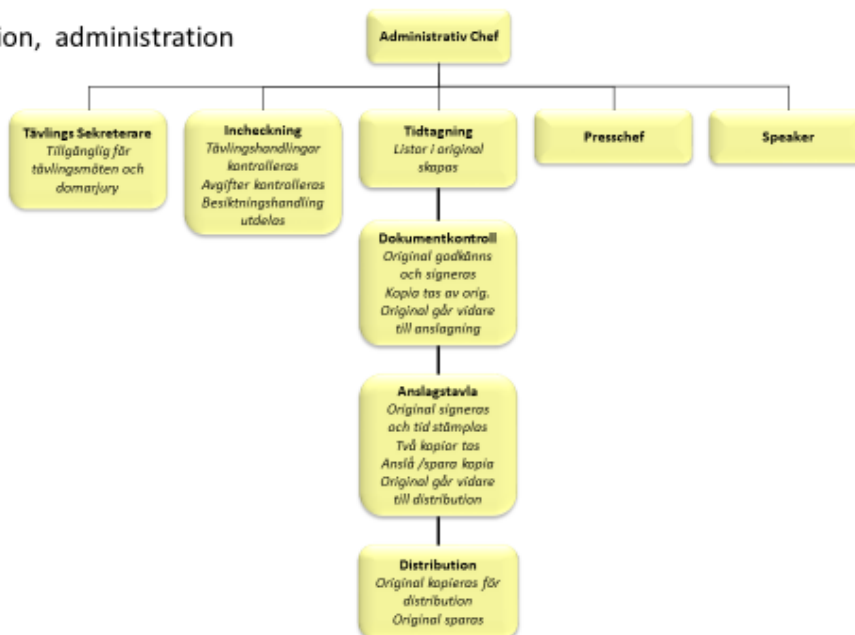 ion, administration
Administrativ Chef
Tävlings Sekreterare
Tillgänglig för
tävlingsmöten och
domarjury
Incheckning
Tävlingshandlingar
kontrolleras
Avgifter kontrolleras
Besiktningshandling
utdelas
Tidtagning
Listor i original
skapas
Presschef
Speaker
Dokumentkontroll
Original godkänns
och signeras
Kopia tas av orig.
Original går vidare
till anslagning
Anslagstavla
Original signeras
och tid stämplas
Två kopior tas
Anslå /spara kopia
Original går vidare
till distribution
Distribution
Original kopieras för
distribution
Original sparas